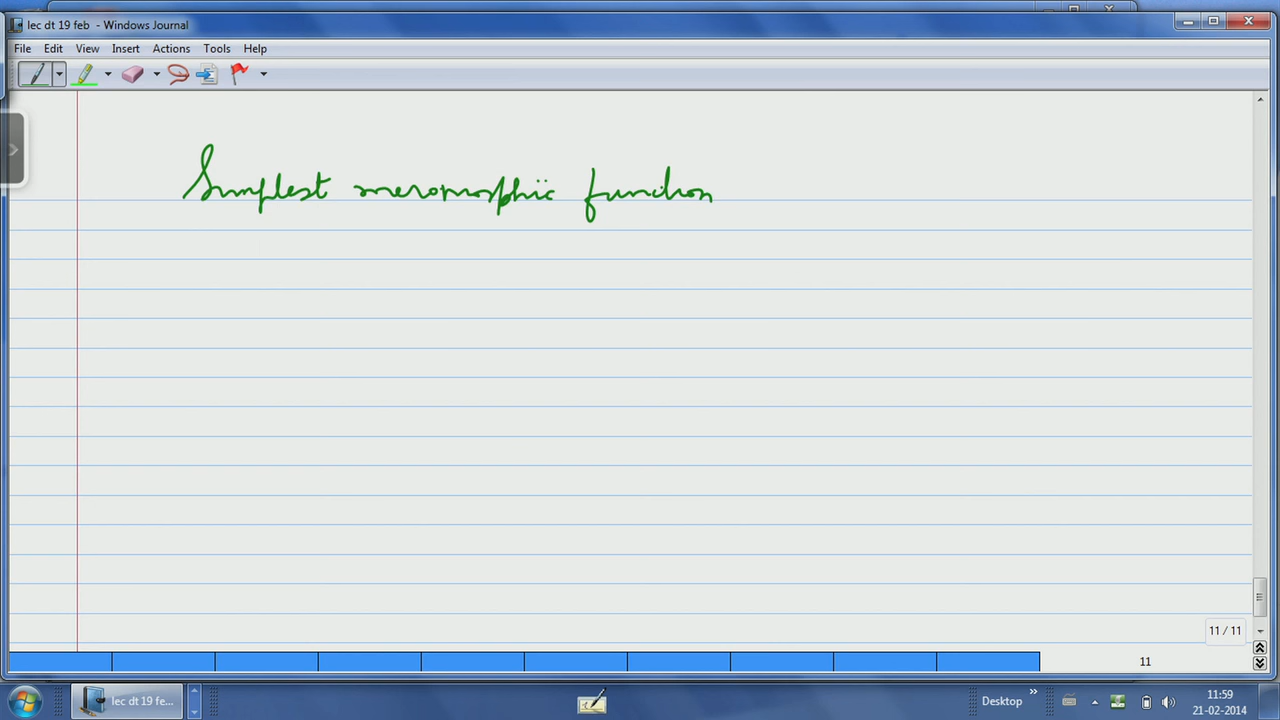 lec dt 19 feb - Windows Journal
File Edit View Insert Actions Tools Help
Simplest meromorphic function
11 / 11
11
lec dt 19 fe...
Desktop
11:59
21-02-2014